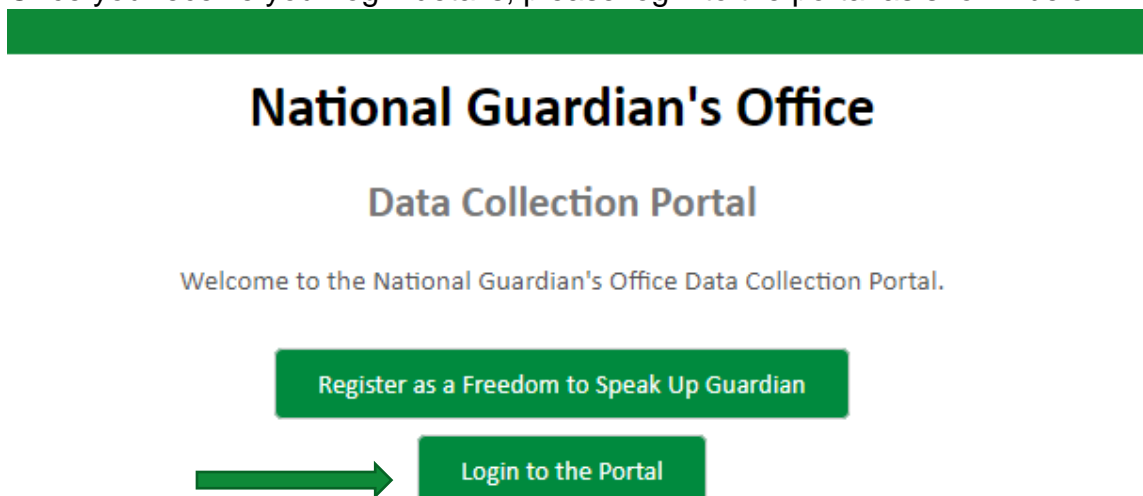 National Guardian's Office
Data Collection Portal
Welcome to the National Guardian's Office Data Collection Portal.
Register as a Freedom to Speak Up Guardian
Login to the Portal